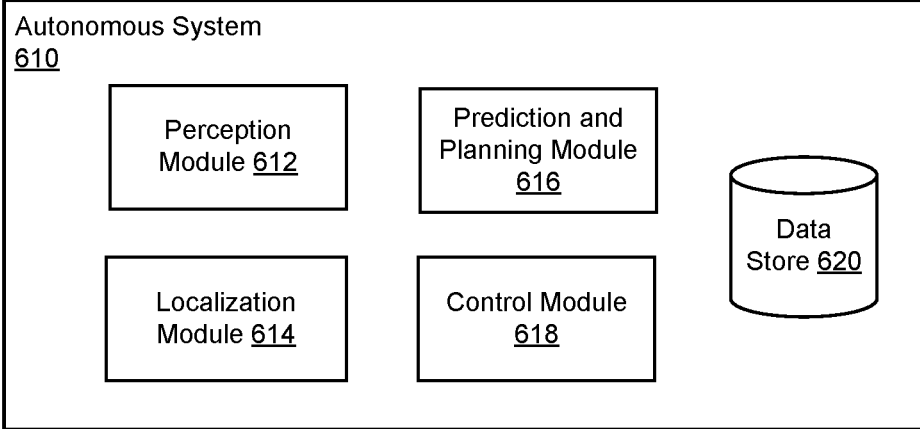 Autonomous System
610
Perception
Module 612
Prediction and
Planning Module
616
Data
Store 620
Localization
Module 614
Control Module
618